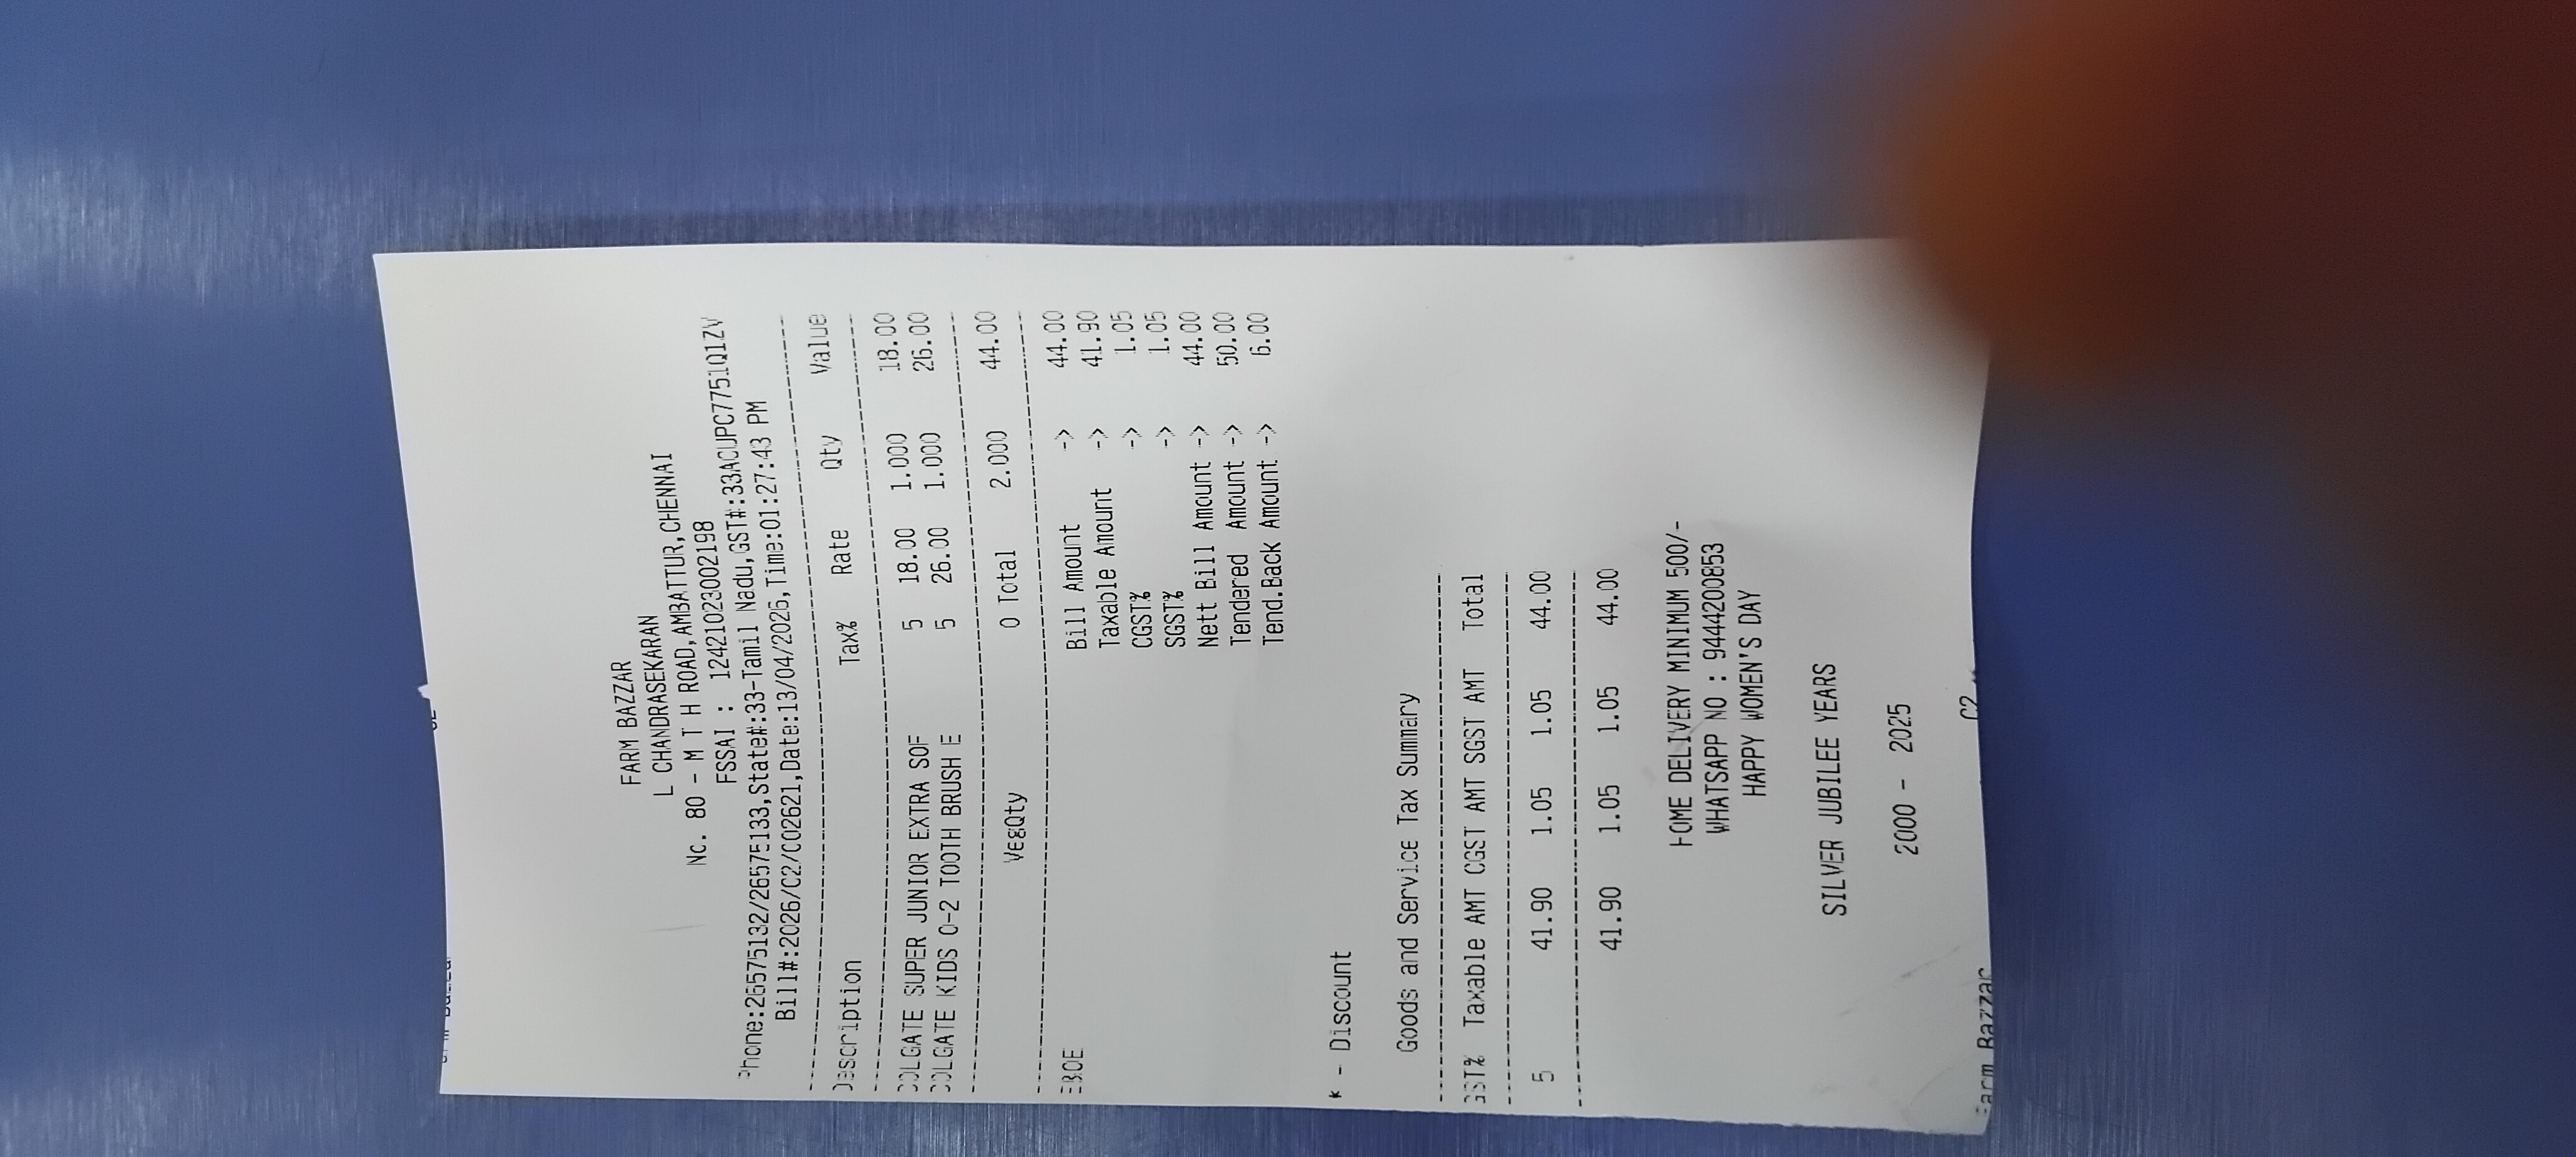 FARM BAZZAR
L CHANDRASEKARAN
No. 80 - M T H ROAD,AMBATTUR,CHENNAI
FSSAI : 12421023002198
Phone:26575132/26575133,State#:33-Tamil Nadu,GST#:33ACUPC7751Q1ZV
Bill#:2026/C2/C02621,Date:13/04/2026,Time:01:27:43 PM
Description Tax% Rate Qty Value
COLGATE SUPER JUNIOR EXTRA SOF 5 18.00 1.000 18.00
COLGATE KIDS 0-2 TOOTH BRUSH E 5 26.00 1.000 26.00
VegQty 0 Total 2.000 44.00
Bill Amount -> 44.00
Taxable Amount -> 41.90
CGST% -> 1.05
SGST% -> 1.05
Nett Bill Amount -> 44.00
Tendered Amount -> 50.00
Tend.Back Amount -> 6.00
* - Discount
Goods and Service Tax Summary
GST% Taxable AMT CGST AMT SGST AMT Total
5 41.90 1.05 1.05 44.00
41.90 1.05 1.05 44.00
HOME DELIVERY MINIMUM 500/-
WHATSAPP NO : 9444200853
HAPPY WOMEN'S DAY
SILVER JUBILEE YEARS
2000 - 2025
Farm Bazzar C2